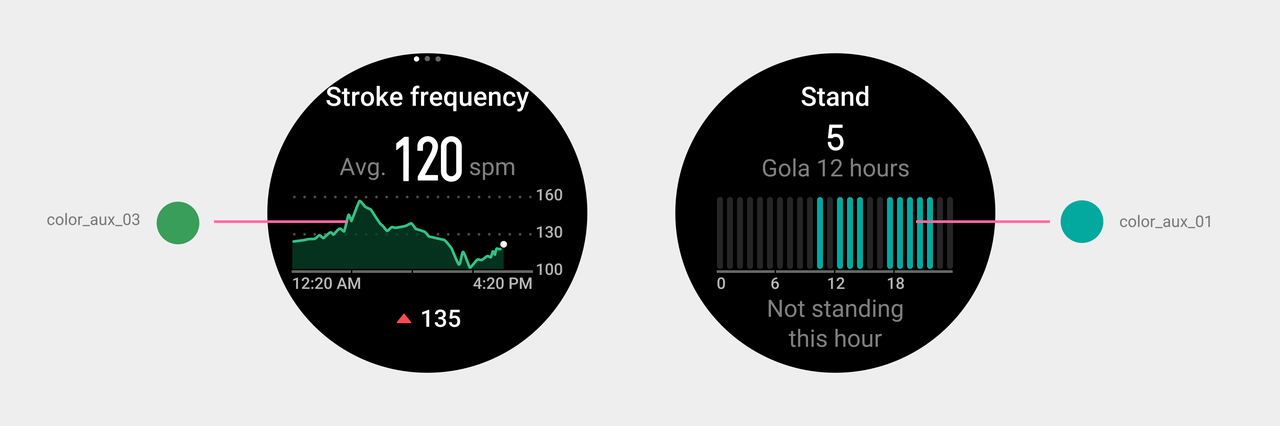 color_aux_03
Stroke frequency
Avg. 120 spm
160
130
100
12:20 AM 4:20 PM
135
Stand
5
Gola 12 hours
0 6 12 18
Not standing
this hour
color_aux_01